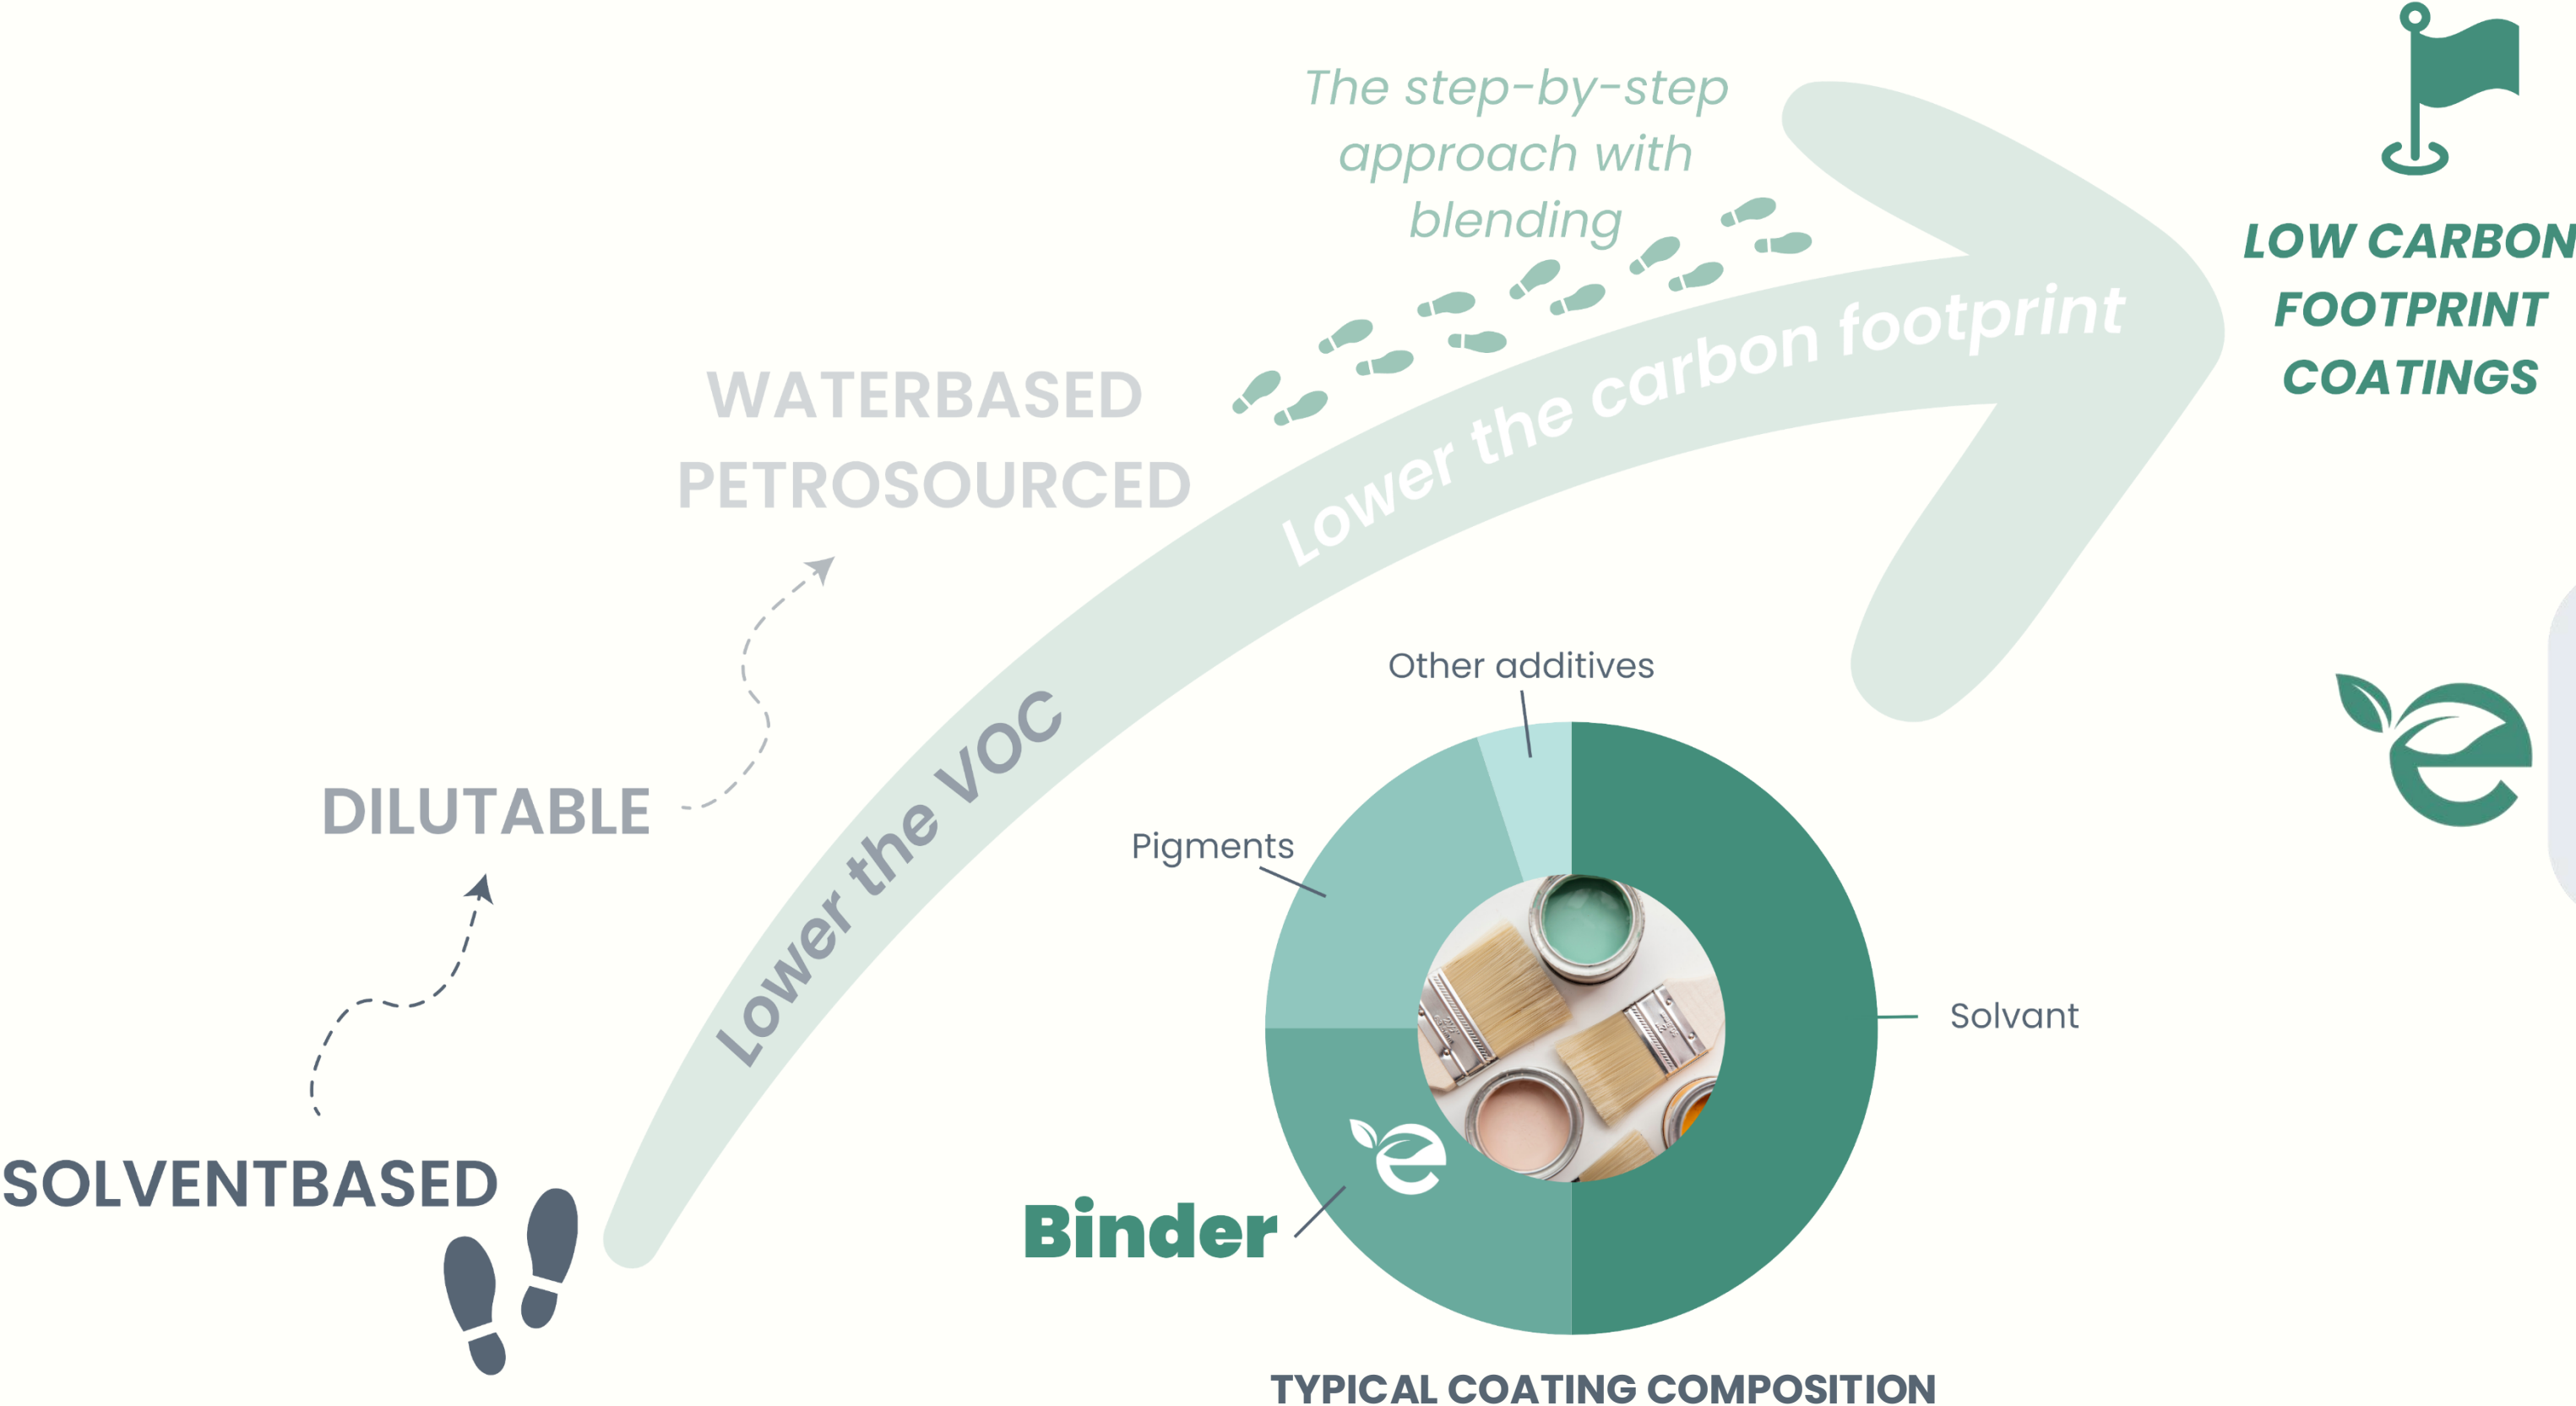 The step-by-step
approach with
blending
LOW CARBON
FOOTPRINT
COATINGS
Lower the carbon footprint
WATERBASED
PETROSOURCED
Lower the VOC
DILUTABLE
SOLVENTBASED
Other additives
Pigments
Solvant
Binder
TYPICAL COATING COMPOSITION